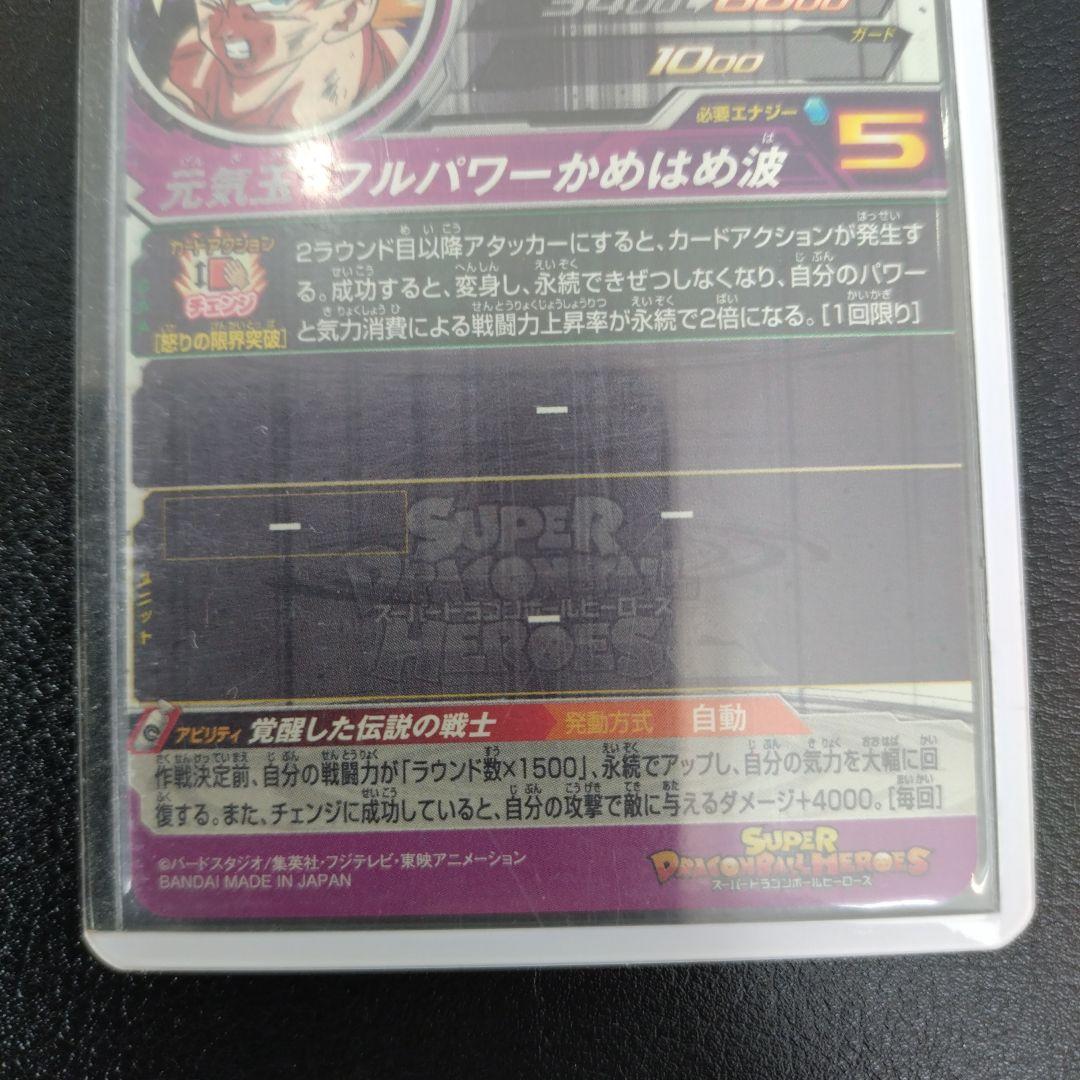 ガード
1000
必要エナジー 5
元気玉 フルパワーかめはめ波
カードアクション
チェンジ
[怒りの限界突破]
2ラウンド目以降アタッカーにすると、カードアクションが発生す
る。成功すると、変身し、永続できぜつしなくなり、自分のパワー
と気力消費による戦闘力上昇率が永続で2倍になる。[1回限り]
ー
ー ー
ユニット
ー
SUPER
DRAGONBALL
スーパードラゴンボールヒーローズ
HEROES
アビリティ 覚醒した伝説の戦士 発動方式 自動
作戦決定前、自分の戦闘力が「ラウンド数×1500」、永続でアップし、自分の気力を大幅に回
復する。また、チェンジに成功していると、自分の攻撃で敵に与えるダメージ+4000。[毎回]
©バードスタジオ/集英社・フジテレビ・東映アニメーション
BANDAI MADE IN JAPAN
SUPER
DRAGONBALL HEROES
スーパードラゴンボールヒーローズ